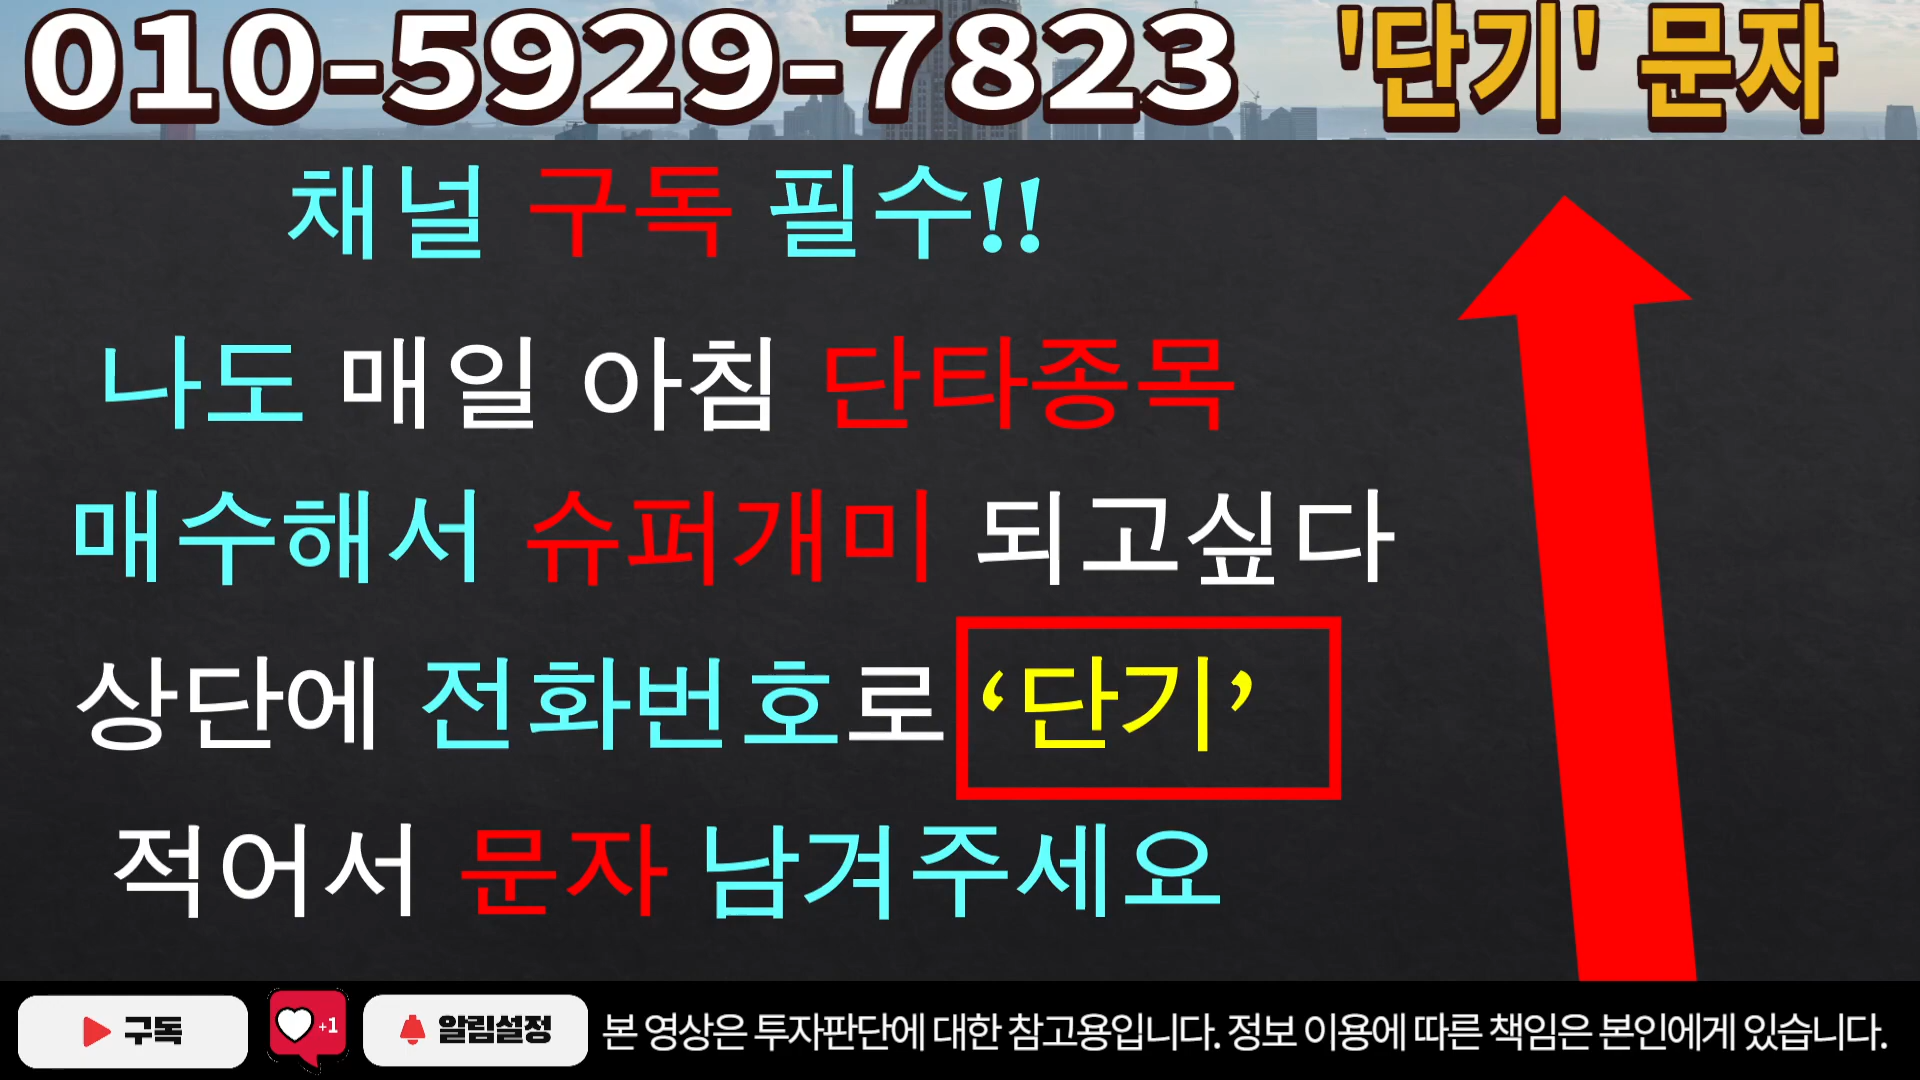 010-5929-7823 '단기' 문자
채널 구독 필수!!
나도 매일 아침 단타종목
매수해서 슈퍼개미 되고싶다
상단에 전화번호로 ‘단기’
적어서 문자 남겨주세요
구독 +1 알림설정 본 영상은 투자판단에 대한 참고용입니다. 정보 이용에 따른 책임은 본인에게 있습니다.